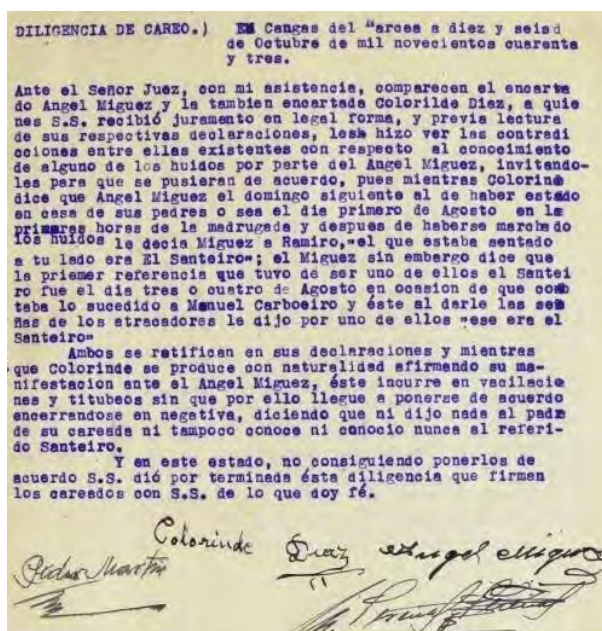 DILIGENCIA DE CAREO.) EM Cangas del "arcea a diez y seisd
de Octubre de mil novecientos cuarenta
y tres.
Ante el Señor Juez, con mi asistencia, comparecen el encarta
do Angel Miguez y la tambien encartada Colorilde Diaz, a quie
nes S.S. recibió juramento en legal forma, y previa lectura
de sus respectivas declaraciones, les hizo ver las contradi
cciones entre ellas existentes con respecto al conocimiento
de alguno de los huidos por parte del Angel Miguez, invitando-
les para que se pusieran de acuerdo, pues mientras Colorinde
dice que Angel Miguez el domingo siguiente al de haber estado
en casa de sus padres o sea el dia primero de Agosto en la
primeras horas de la madrugada y despues de haberse marchado
los huidos le decia Miguez a Ramiro,"el que estaba sentado
a tu lado era El Santeiro"; el Miguez sin embargo dice que
la priemer referencia que tuvo de ser uno de ellos el Santei
ro fue el dia tres o cuatro de Agosto en ocasion de que con
taba lo sucedido a Manuel Carboeiro y éste al darle las señ
ñas de los atracadores le dijo por uno de ellos "ese era el
Santeiro"
Ambos se ratifican en sus declaraciones y mientras
que Colorinde se produce con naturalidad afirmando su ma-
nifestacion ante el Angel Miguez, éste incurre en vacilacio
nes y titubeos sin que por ello llegue a ponerse de acuerdo
encerrandose en negativa, diciendo que ni dijo nada al padre
de su careada ni tampoco conoce ni conocio nunca al referi-
do Santeiro.
Y en este estado, no consiguiendo ponerlos de
acuerdo S.S. dió por terminada ésta diligencia que firman
los careados con S.S. de lo que doy fé.
Colorinde Diaz Angel Miguez
Martin